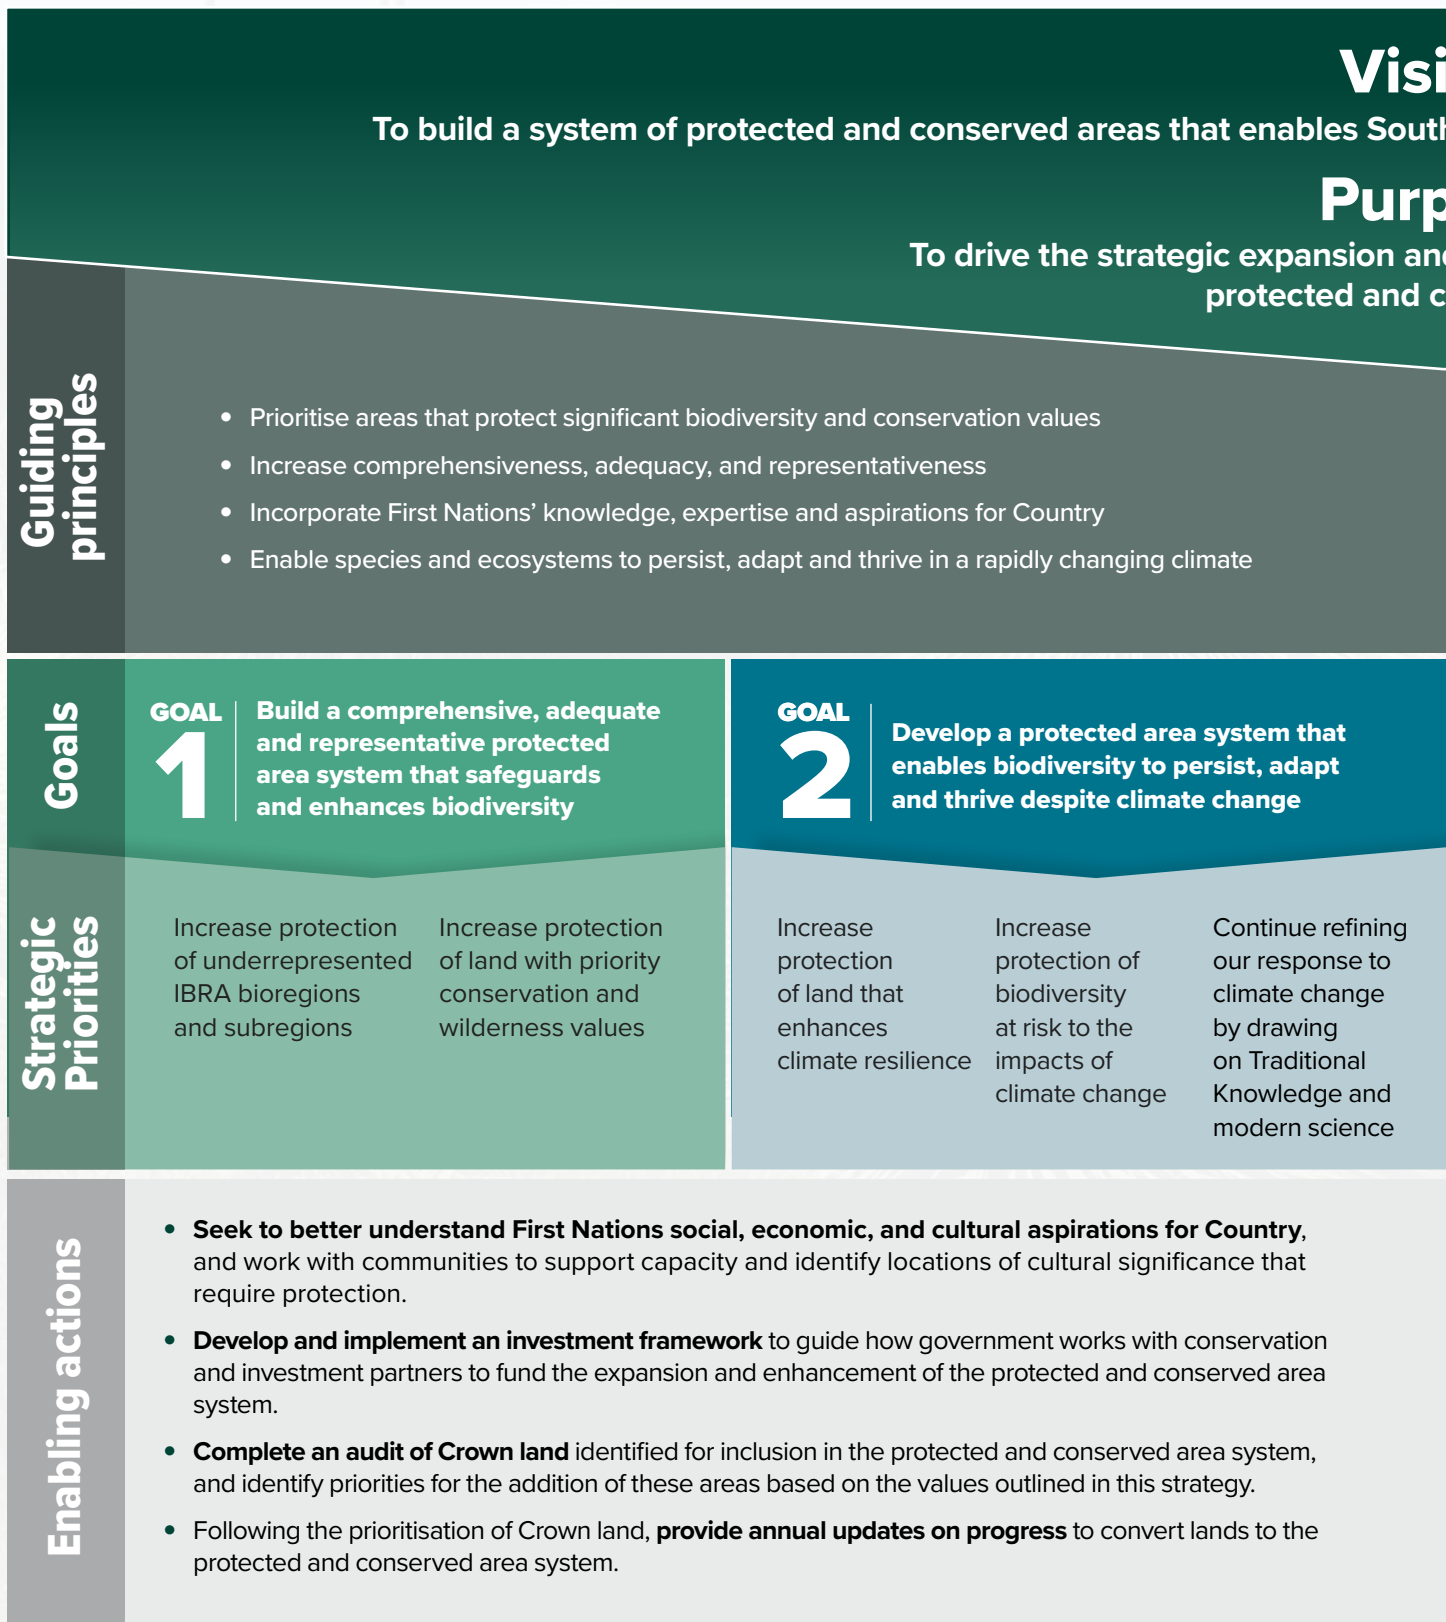 Visi
To build a system of protected and conserved areas that enables South
Purp
To drive the strategic expansion and
protected and c
Guiding
principles
• Prioritise areas that protect significant biodiversity and conservation values
• Increase comprehensiveness, adequacy, and representativeness
• Incorporate First Nations’ knowledge, expertise and aspirations for Country
• Enable species and ecosystems to persist, adapt and thrive in a rapidly changing climate
Goals
GOAL
1
Build a comprehensive, adequate
and representative protected
area system that safeguards
and enhances biodiversity
GOAL
2
Develop a protected area system that
enables biodiversity to persist, adapt
and thrive despite climate change
Strategic
Priorities
Increase protection
of underrepresented
IBRA bioregions
and subregions
Increase protection
of land with priority
conservation and
wilderness values
Increase
protection
of land that
enhances
climate resilience
Increase
protection of
biodiversity
at risk to the
impacts of
climate change
Continue refining
our response to
climate change
by drawing
on Traditional
Knowledge and
modern science
Enabling actions
• Seek to better understand First Nations social, economic, and cultural aspirations for Country,
and work with communities to support capacity and identify locations of cultural significance that
require protection.
• Develop and implement an investment framework to guide how government works with conservation
and investment partners to fund the expansion and enhancement of the protected and conserved area
system.
• Complete an audit of Crown land identified for inclusion in the protected and conserved area system,
and identify priorities for the addition of these areas based on the values outlined in this strategy.
• Following the prioritisation of Crown land, provide annual updates on progress to convert lands to the
protected and conserved area system.